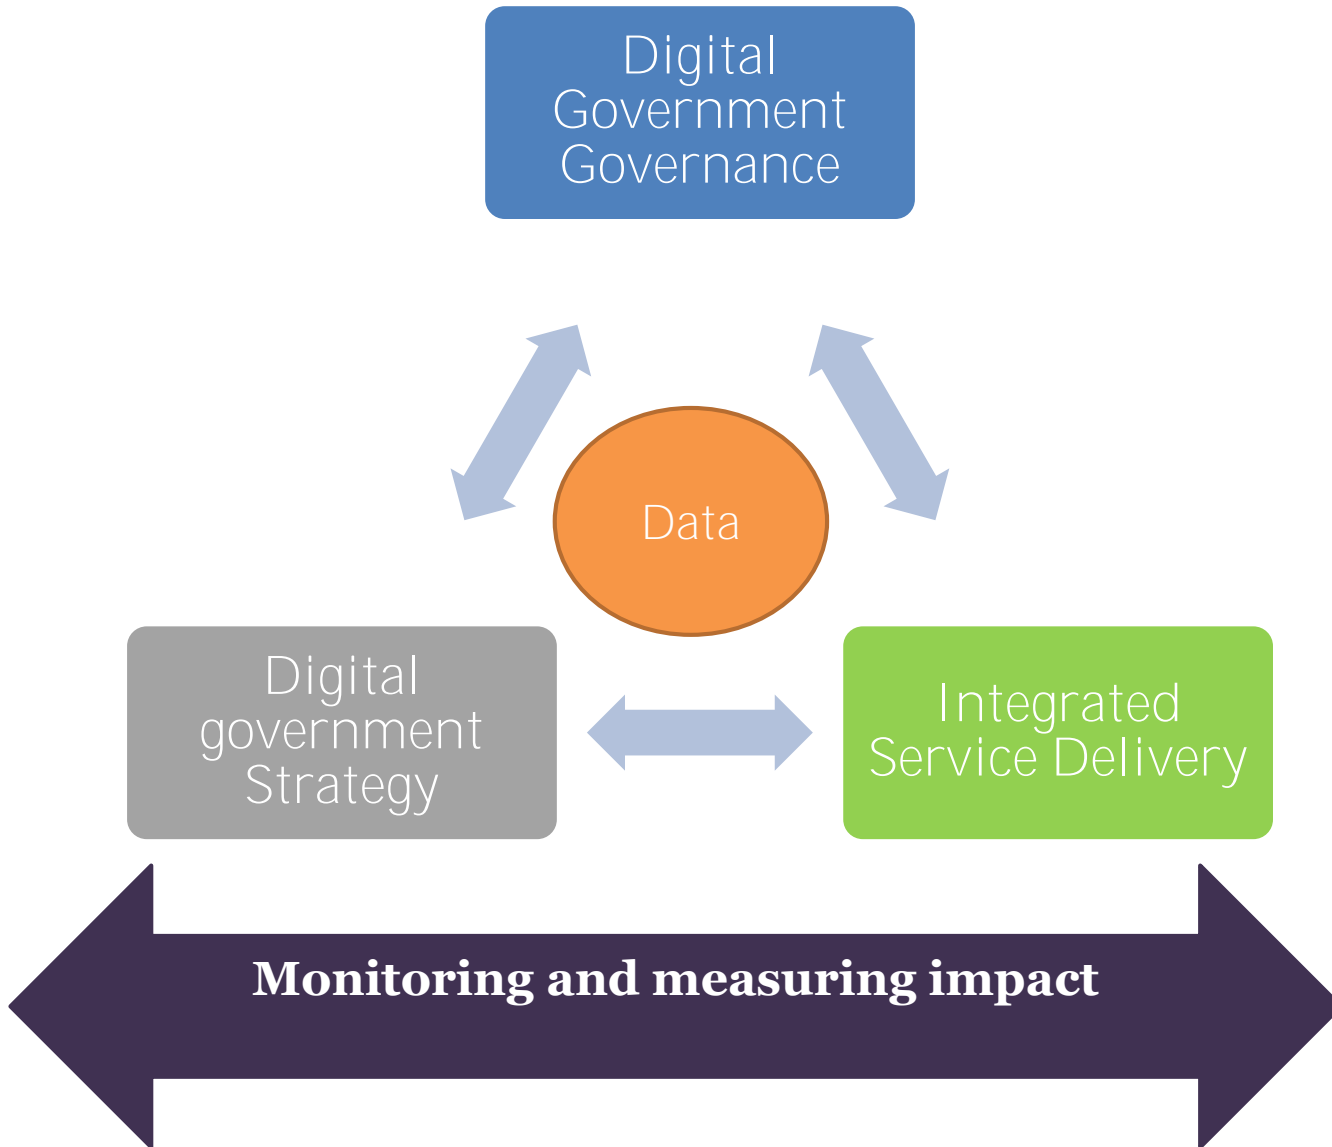 Digital
Government
Governance
Data
Digital
government
Strategy
Integrated
Service Delivery
Monitoring and measuring impact